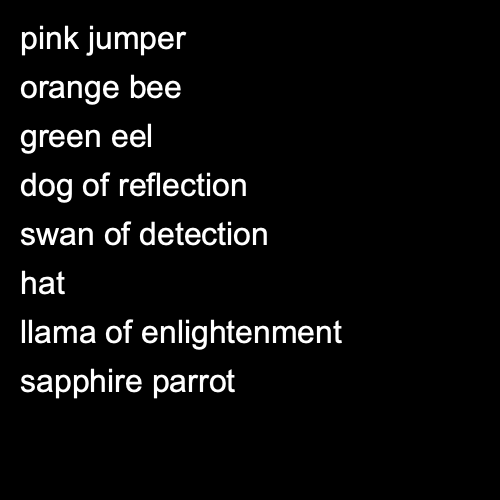 pink jumper
orange bee
green eel
dog of reflection
swan of detection
hat
llama of enlightenment
sapphire parrot